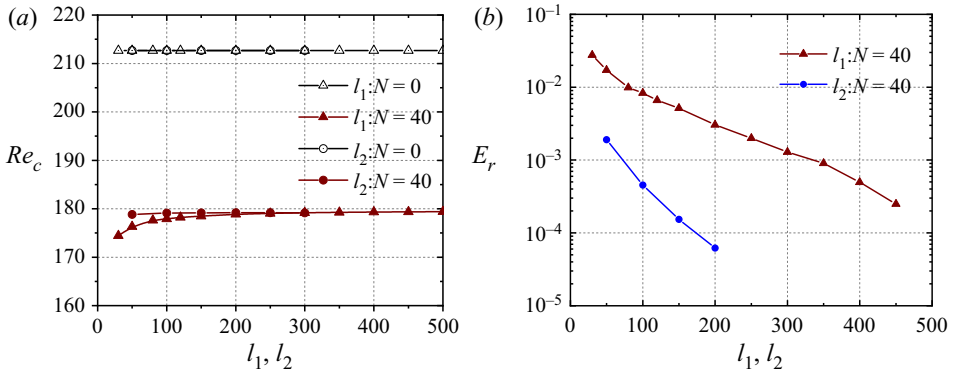 (a)
220
210
200
190
180
170
160
Re_c
l_1:N = 0
l_1:N = 40
l_2:N = 0
l_2:N = 40
0 100 200 300 400 500
l_1, l_2
(b)
10^−1
10^−2
10^−3
10^−4
10^−5
E_r
l_1:N = 40
l_2:N = 40
0 100 200 300 400 500
l_1, l_2